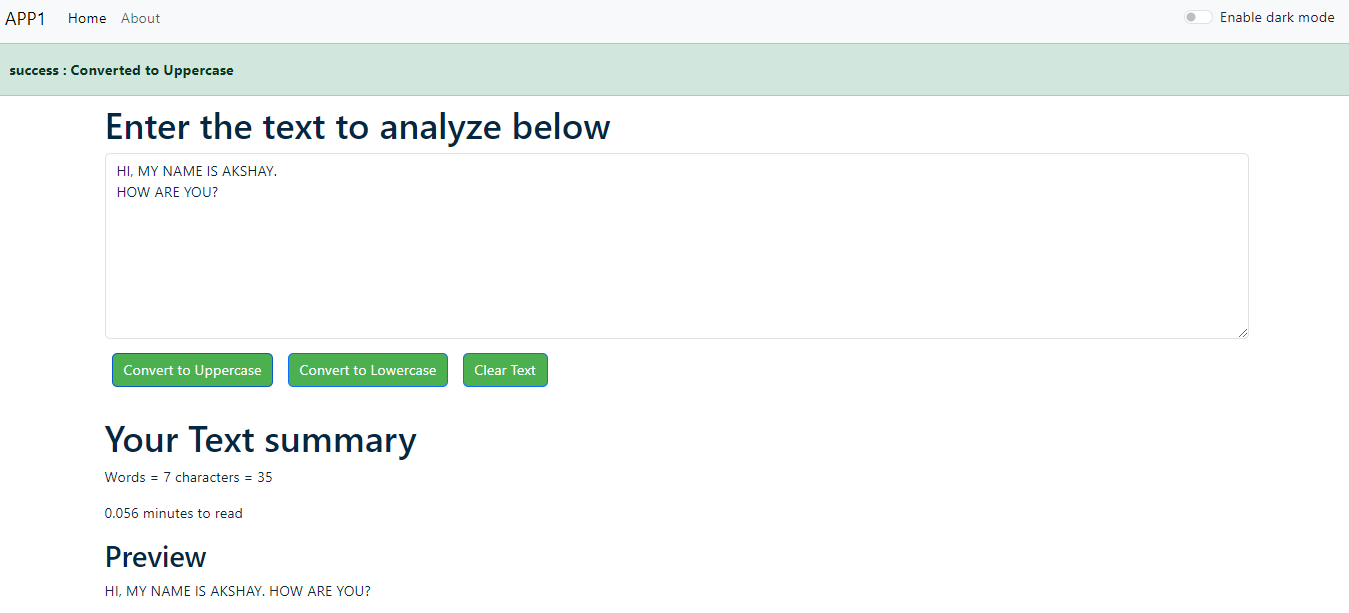 APP1 Home About Enable dark mode
success : Converted to Uppercase
Enter the text to analyze below
HI, MY NAME IS AKSHAY.
HOW ARE YOU?
Convert to Uppercase Convert to Lowercase Clear Text
Your Text summary
Words = 7 characters = 35
0.056 minutes to read
Preview
HI, MY NAME IS AKSHAY. HOW ARE YOU?